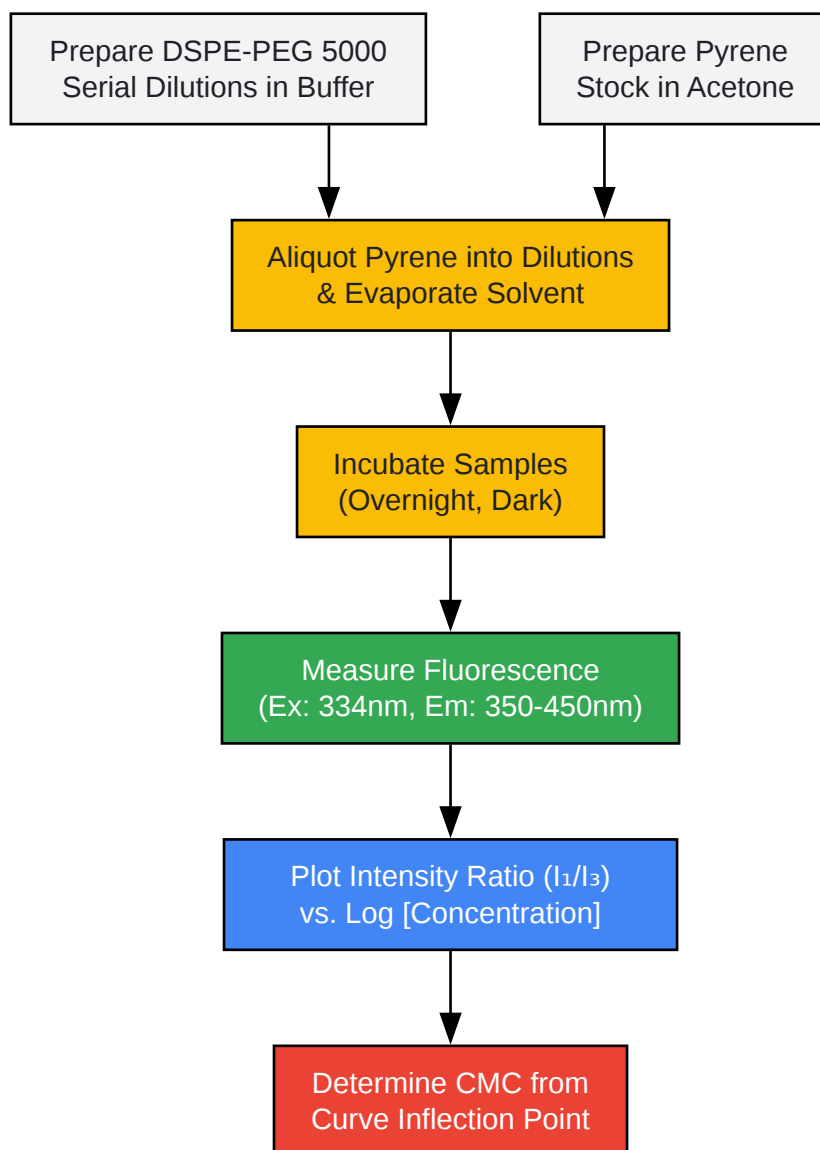 Prepare DSPE-PEG 5000
Serial Dilutions in Buffer
Prepare Pyrene
Stock in Acetone
Aliquot Pyrene into Dilutions
& Evaporate Solvent
Incubate Samples
(Overnight, Dark)
Measure Fluorescence
(Ex: 334nm, Em: 350-450nm)
Plot Intensity Ratio (I₁/I₃)
vs. Log [Concentration]
Determine CMC from
Curve Inflection Point